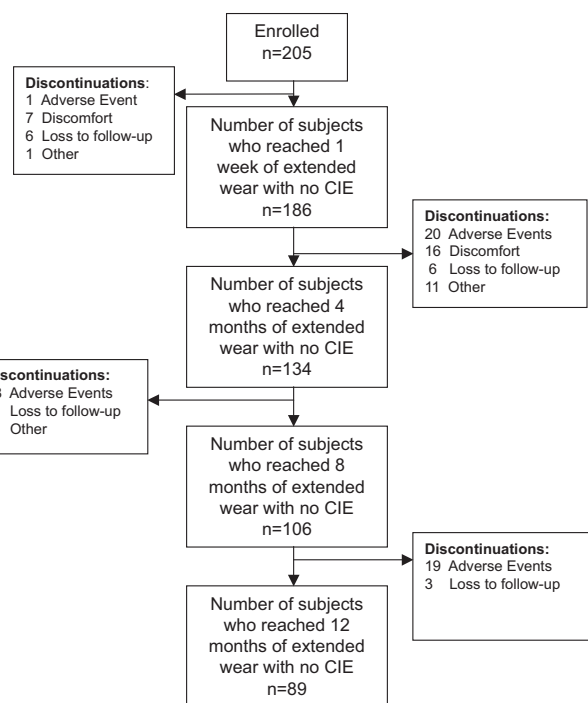 Enrolled
n=205
Discontinuations:
1 Adverse Event
7 Discomfort
6 Loss to follow-up
1 Other
Number of subjects
who reached 1
week of extended
wear with no CIE
n=186
Discontinuations:
20 Adverse Events
16 Discomfort
6 Loss to follow-up
11 Other
Number of subjects
who reached 4
months of extended
wear with no CIE
n=134
Adverse Events
Loss to follow-up
Other
Number of subjects
who reached 8
months of extended
wear with no CIE
n=106
Discontinuations:
19 Adverse Events
3 Loss to follow-up
Number of subjects
who reached 12
months of extended
wear with no CIE
n=89